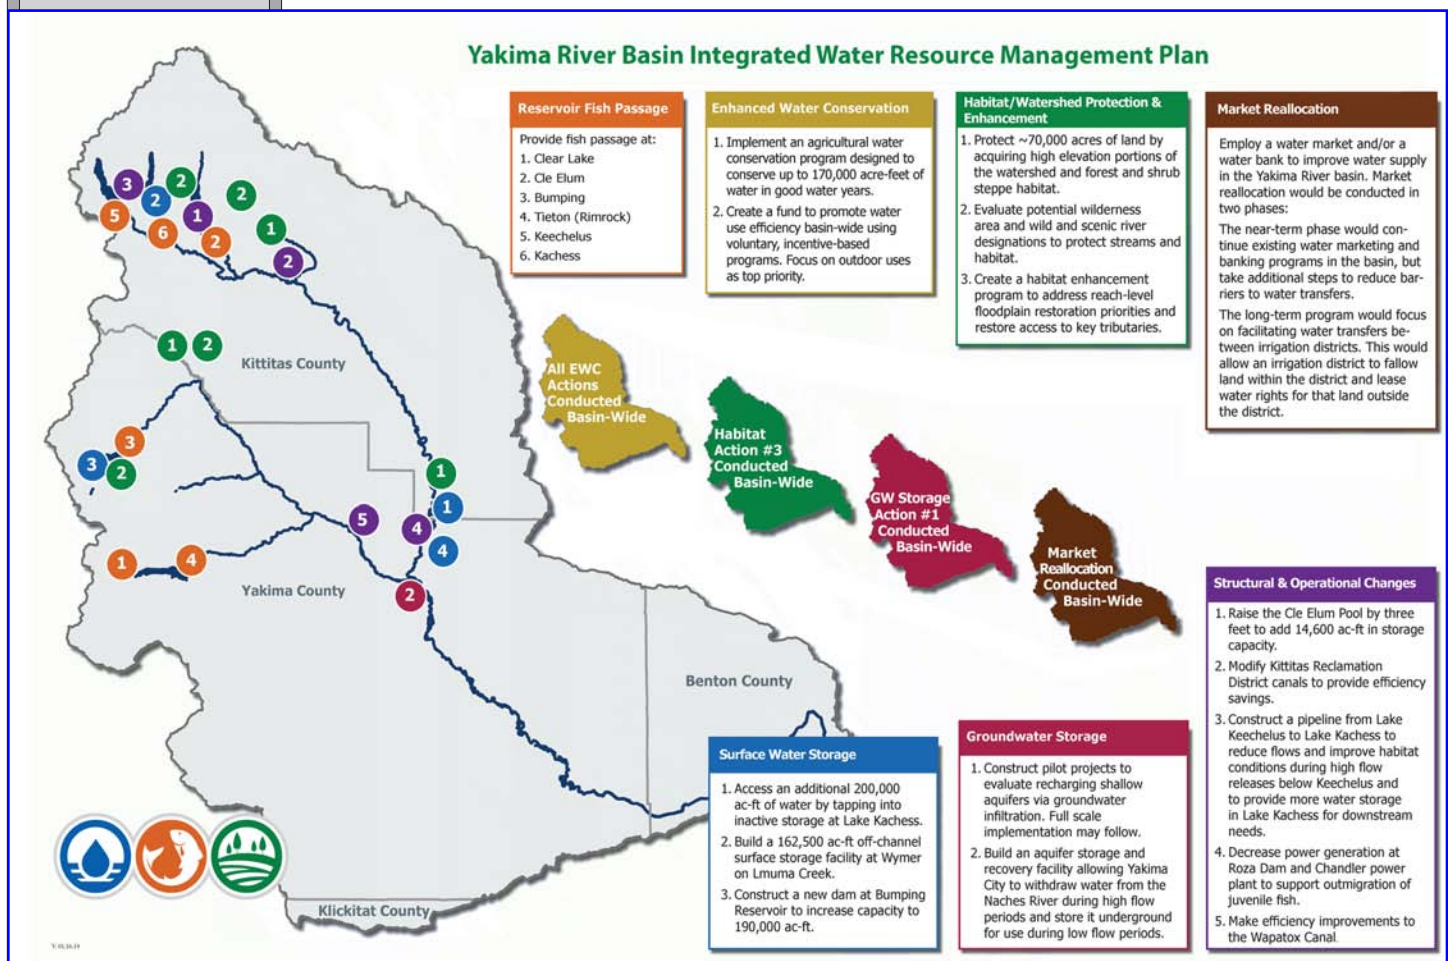 Yakima River Basin Integrated Water Resource Management Plan
Reservoir Fish Passage
Provide fish passage at:
1. Clear Lake
2. Cle Elum
3. Bumping
4. Tieton (Rimrock)
5. Keechelus
6. Kachess
Enhanced Water Conservation
1. Implement an agricultural water
conservation program designed to
conserve up to 170,000 acre-feet of
water in good water years.
2. Create a fund to promote water
use efficiency basin-wide using
voluntary, incentive-based
programs. Focus on outdoor uses
as top priority.
Habitat/Watershed Protection &
Enhancement
1. Protect ~70,000 acres of land by
acquiring high elevation portions of
the watershed and forest and shrub
steppe habitat.
2. Evaluate potential wilderness
area and wild and scenic river
designations to protect streams and
habitat.
3. Create a habitat enhancement
program to address reach-level
floodplain restoration priorities and
restore access to key tributaries.
Market Reallocation
Employ a water market and/or a
water bank to improve water supply
in the Yakima River basin. Market
reallocation would be conducted in
two phases:
The near-term phase would con-
tinue existing water marketing and
banking programs in the basin, but
take additional steps to reduce bar-
riers to water transfers.
The long-term program would focus
on facilitating water transfers be-
tween irrigation districts. This would
allow an irrigation district to fallow
land within the district and lease
water rights for that land outside
the district.
3
2
2
2
5
1
6
2
1
2
1
2
Kittitas County
3
3
2
1
1
5
4
4
1
4
2
Yakima County
Benton County
Klickitat County
All EWC
Actions
Conducted
Basin-Wide
Habitat
Action #3
Conducted
Basin-Wide
GW Storage
Action #1
Conducted
Basin-Wide
Market
Reallocation
Conducted
Basin-Wide
Surface Water Storage
1. Access an additional 200,000
ac-ft of water by tapping into
inactive storage at Lake Kachess.
2. Build a 162,500 ac-ft off-channel
surface storage facility at Wymer
on Lmuma Creek.
3. Construct a new dam at Bumping
Reservoir to increase capacity to
190,000 ac-ft.
Groundwater Storage
1. Construct pilot projects to
evaluate recharging shallow
aquifers via groundwater
infiltration. Full scale
implementation may follow.
2. Build an aquifer storage and
recovery facility allowing Yakima
City to withdraw water from the
Naches River during high flow
periods and store it underground
for use during low flow periods.
Structural & Operational Changes
1. Raise the Cle Elum Pool by three
feet to add 14,600 ac-ft in storage
capacity.
2. Modify Kittitas Reclamation
District canals to provide efficiency
savings.
3. Construct a pipeline from Lake
Keechelus to Lake Kachess to
reduce flows and improve habitat
conditions during high flow
releases below Keechelus and
to provide more water storage
in Lake Kachess for downstream
needs.
4. Decrease power generation at
Roza Dam and Chandler power
plant to support outmigration of
juvenile fish.
5. Make efficiency improvements to
the Wapatox Canal